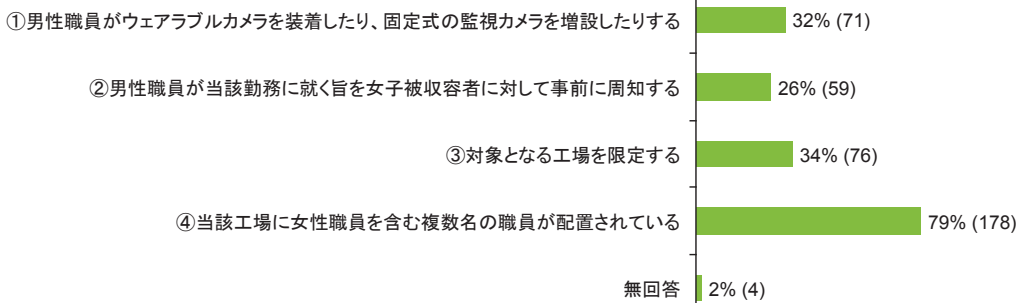 ①男性職員がウェアラブルカメラを装着したり、固定式の監視カメラを増設したりする 32% (71)
②男性職員が当該勤務に就く旨を女子被収容者に対して事前に周知する 26% (59)
③対象となる工場を限定する 34% (76)
④当該工場に女性職員を含む複数名の職員が配置されている 79% (178)
無回答 2% (4)